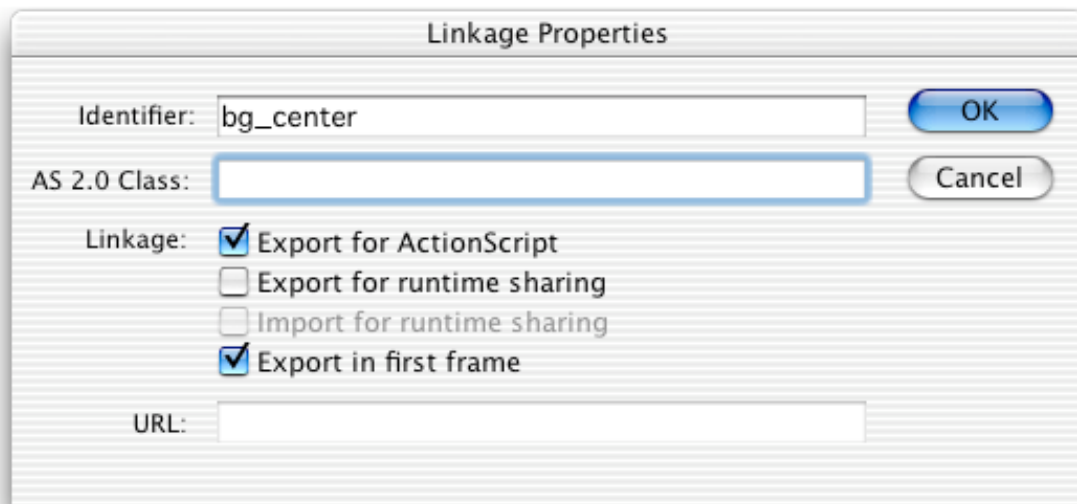 Linkage Properties
Identifier: bg_center OK
AS 2.0 Class: Cancel
Linkage: Export for ActionScript
Export for runtime sharing
Import for runtime sharing
Export in first frame
URL: